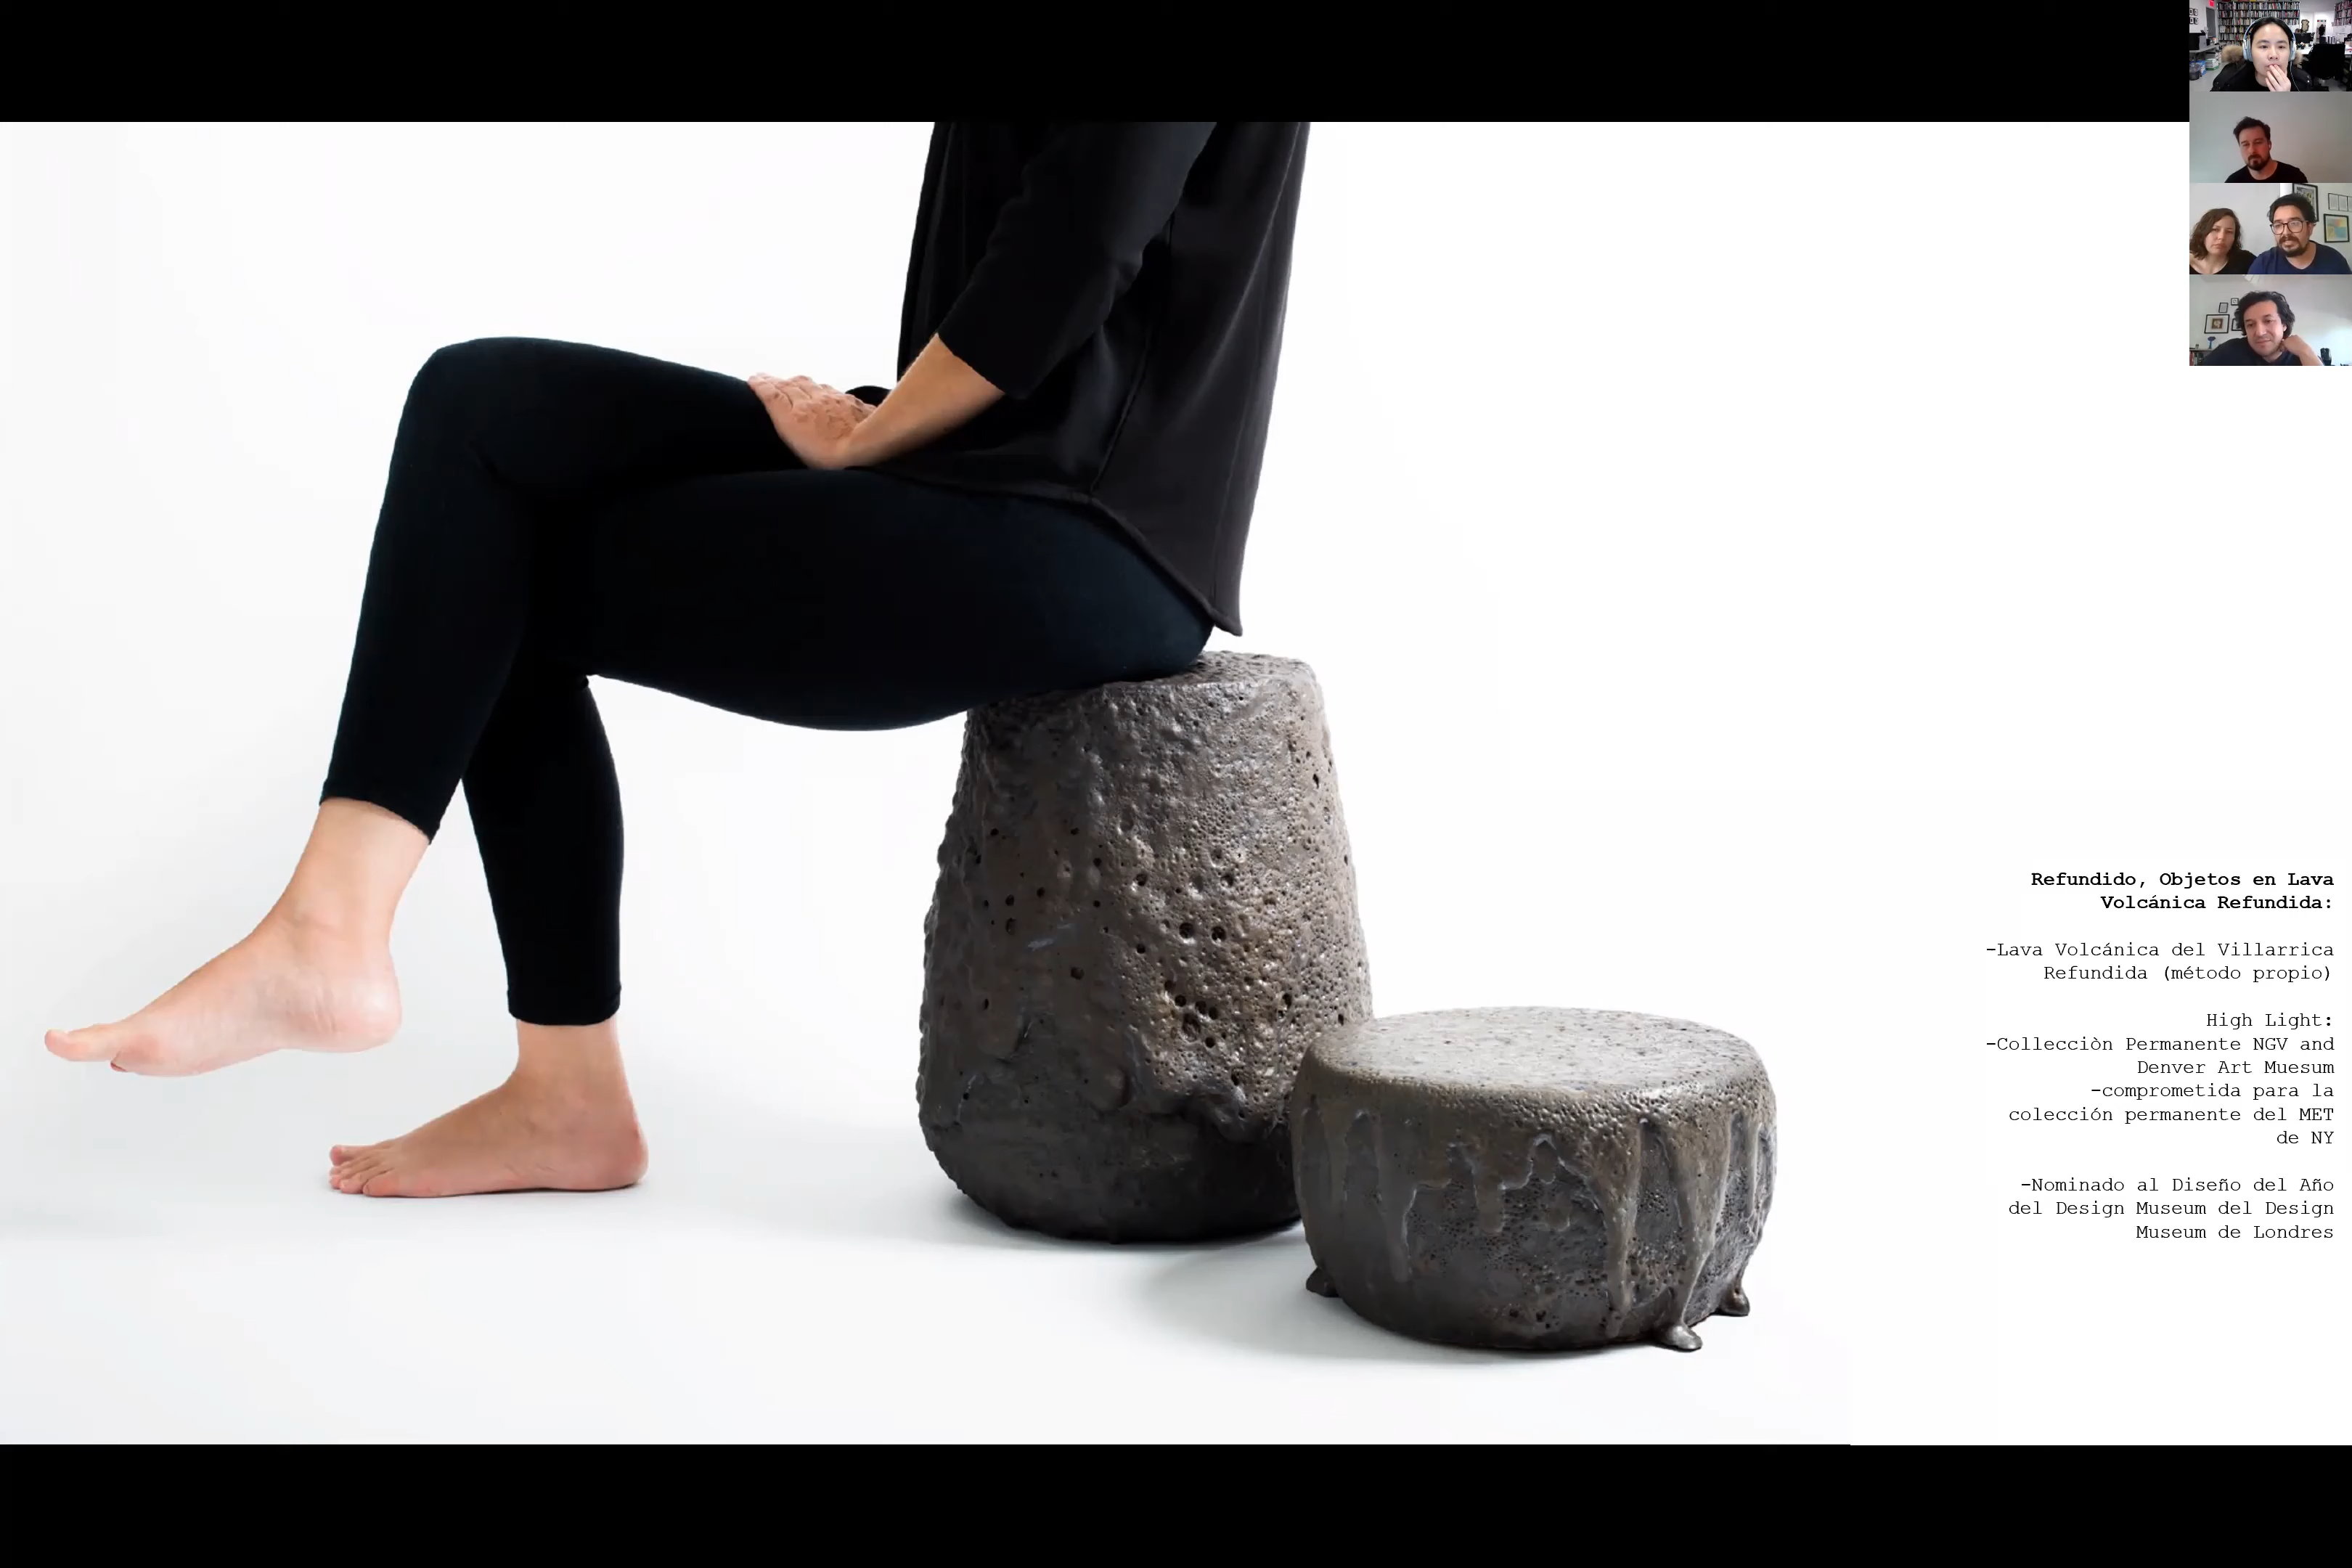 Refundido, Objetos en Lava
Volcánica Refundida:
-Lava Volcánica del Villarrica
Refundida (método propio)
High Light:
-Collecciòn Permanente NGV and
Denver Art Muesum
-comprometida para la
colección permanente del MET
de NY
-Nominado al Diseño del Año
del Design Museum del Design
Museum de Londres